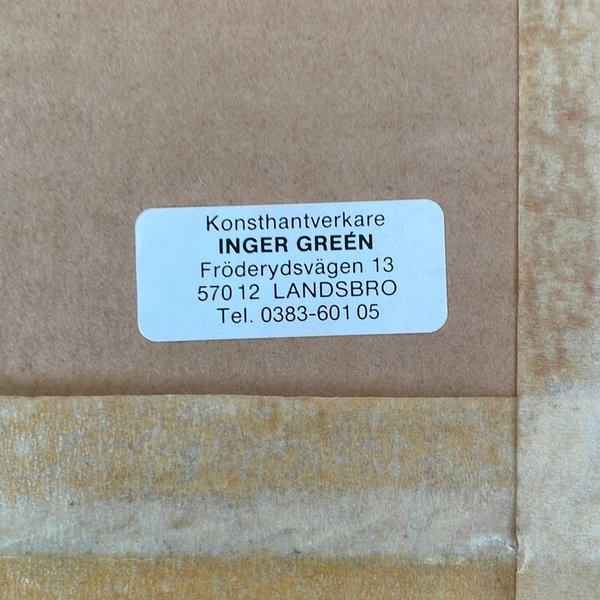 Konsthantverkare
INGER GREÉN
Fröderydsvägen 13
570 12 LANDSBRO
Tel. 0383-601 05